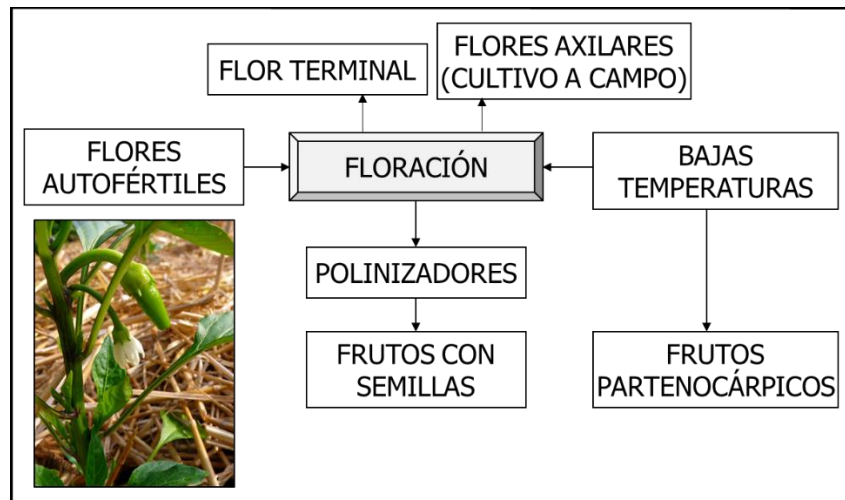 FLOR TERMINAL
FLORES AXILARES
(CULTIVO A CAMPO)
FLORES
AUTOFÉRTILES
FLORACIÓN
BAJAS
TEMPERATURAS
POLINIZADORES
FRUTOS CON
SEMILLAS
FRUTOS
PARTENOCÁRPICOS